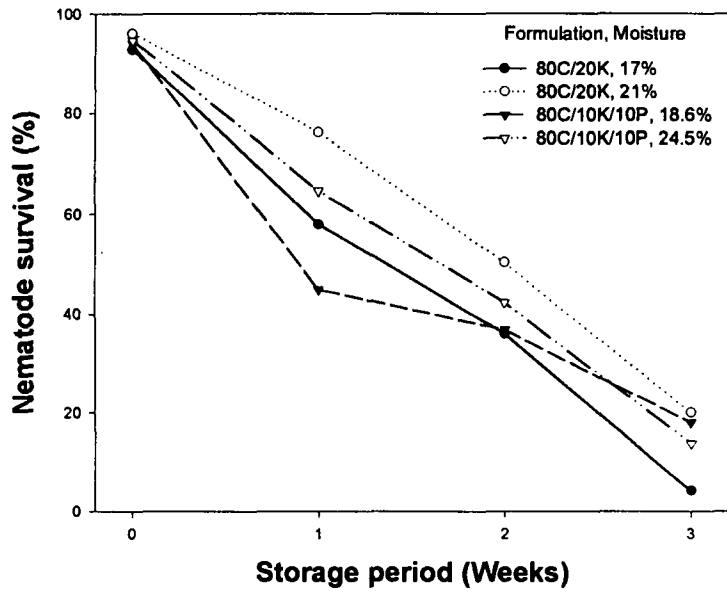 Formulation, Moisture
80C/20K, 17%
80C/20K, 21%
80C/10K/10P, 18.6%
80C/10K/10P, 24.5%
Nematode survival (%)
100
80
60
40
20
0
0 1 2 3
Storage period (Weeks)